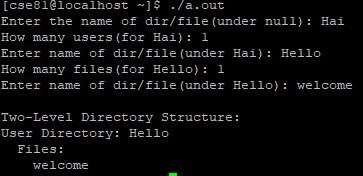 [cse81@localhost ~]$ ./a.out
Enter the name of dir/file(under null): Hai
How many users(for Hai): 1
Enter name of dir/file(under Hai): Hello
How many files(for Hello): 1
Enter name of dir/file(under Hello): welcome
Two-Level Directory Structure:
User Directory: Hello
Files:
welcome